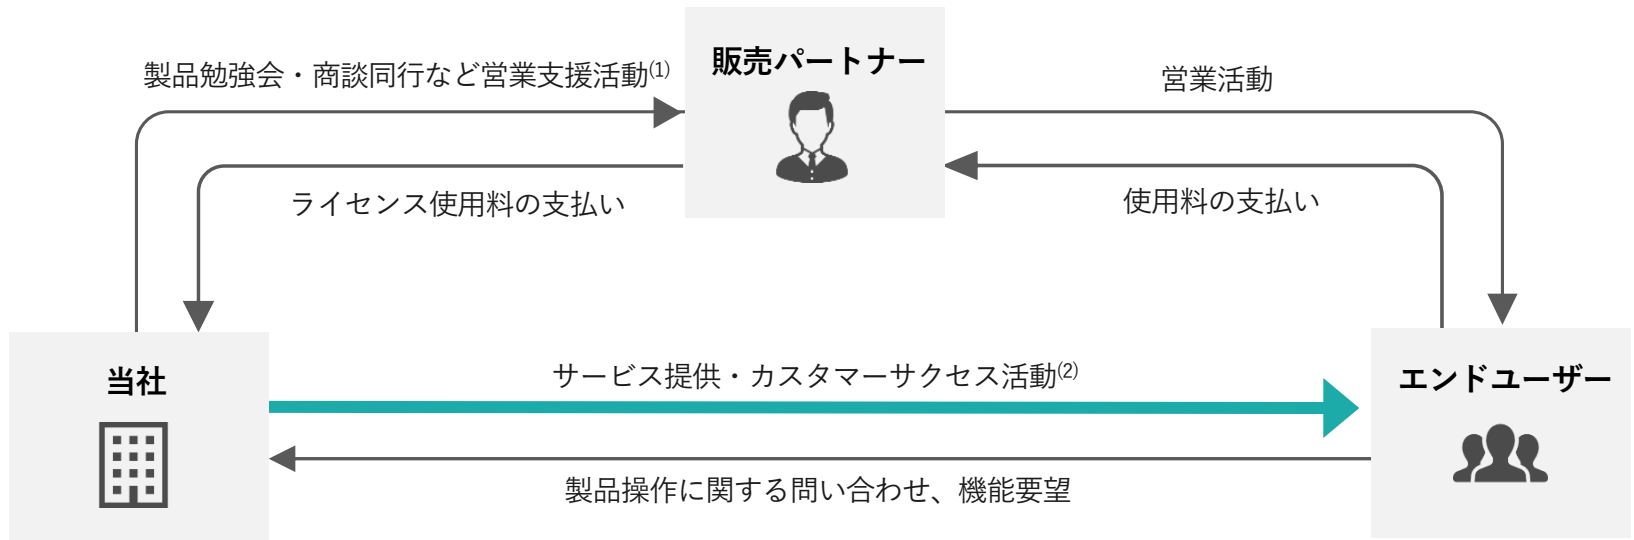 販売パートナー
製品勉強会・商談同行など営業支援活動(1)
営業活動
ライセンス使用料の支払い
使用料の支払い
当社
サービス提供・カスタマーサクセス活動(2)
エンドユーザー
製品操作に関する問い合わせ、機能要望